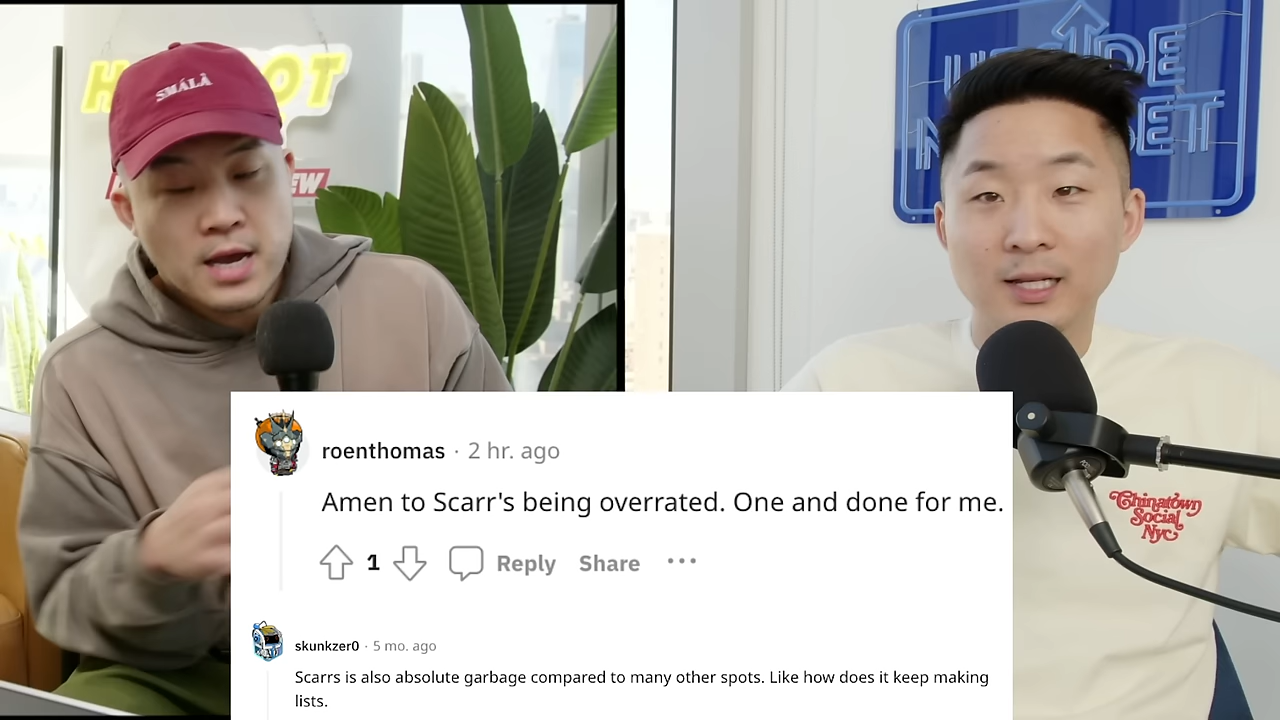 SMÁLÀ
Chinatown
Social
Nyc
roenthomas · 2 hr. ago
Amen to Scarr's being overrated. One and done for me.
1
Reply
Share
skunkzer0 · 5 mo. ago
Scarrs is also absolute garbage compared to many other spots. Like how does it keep making
lists.